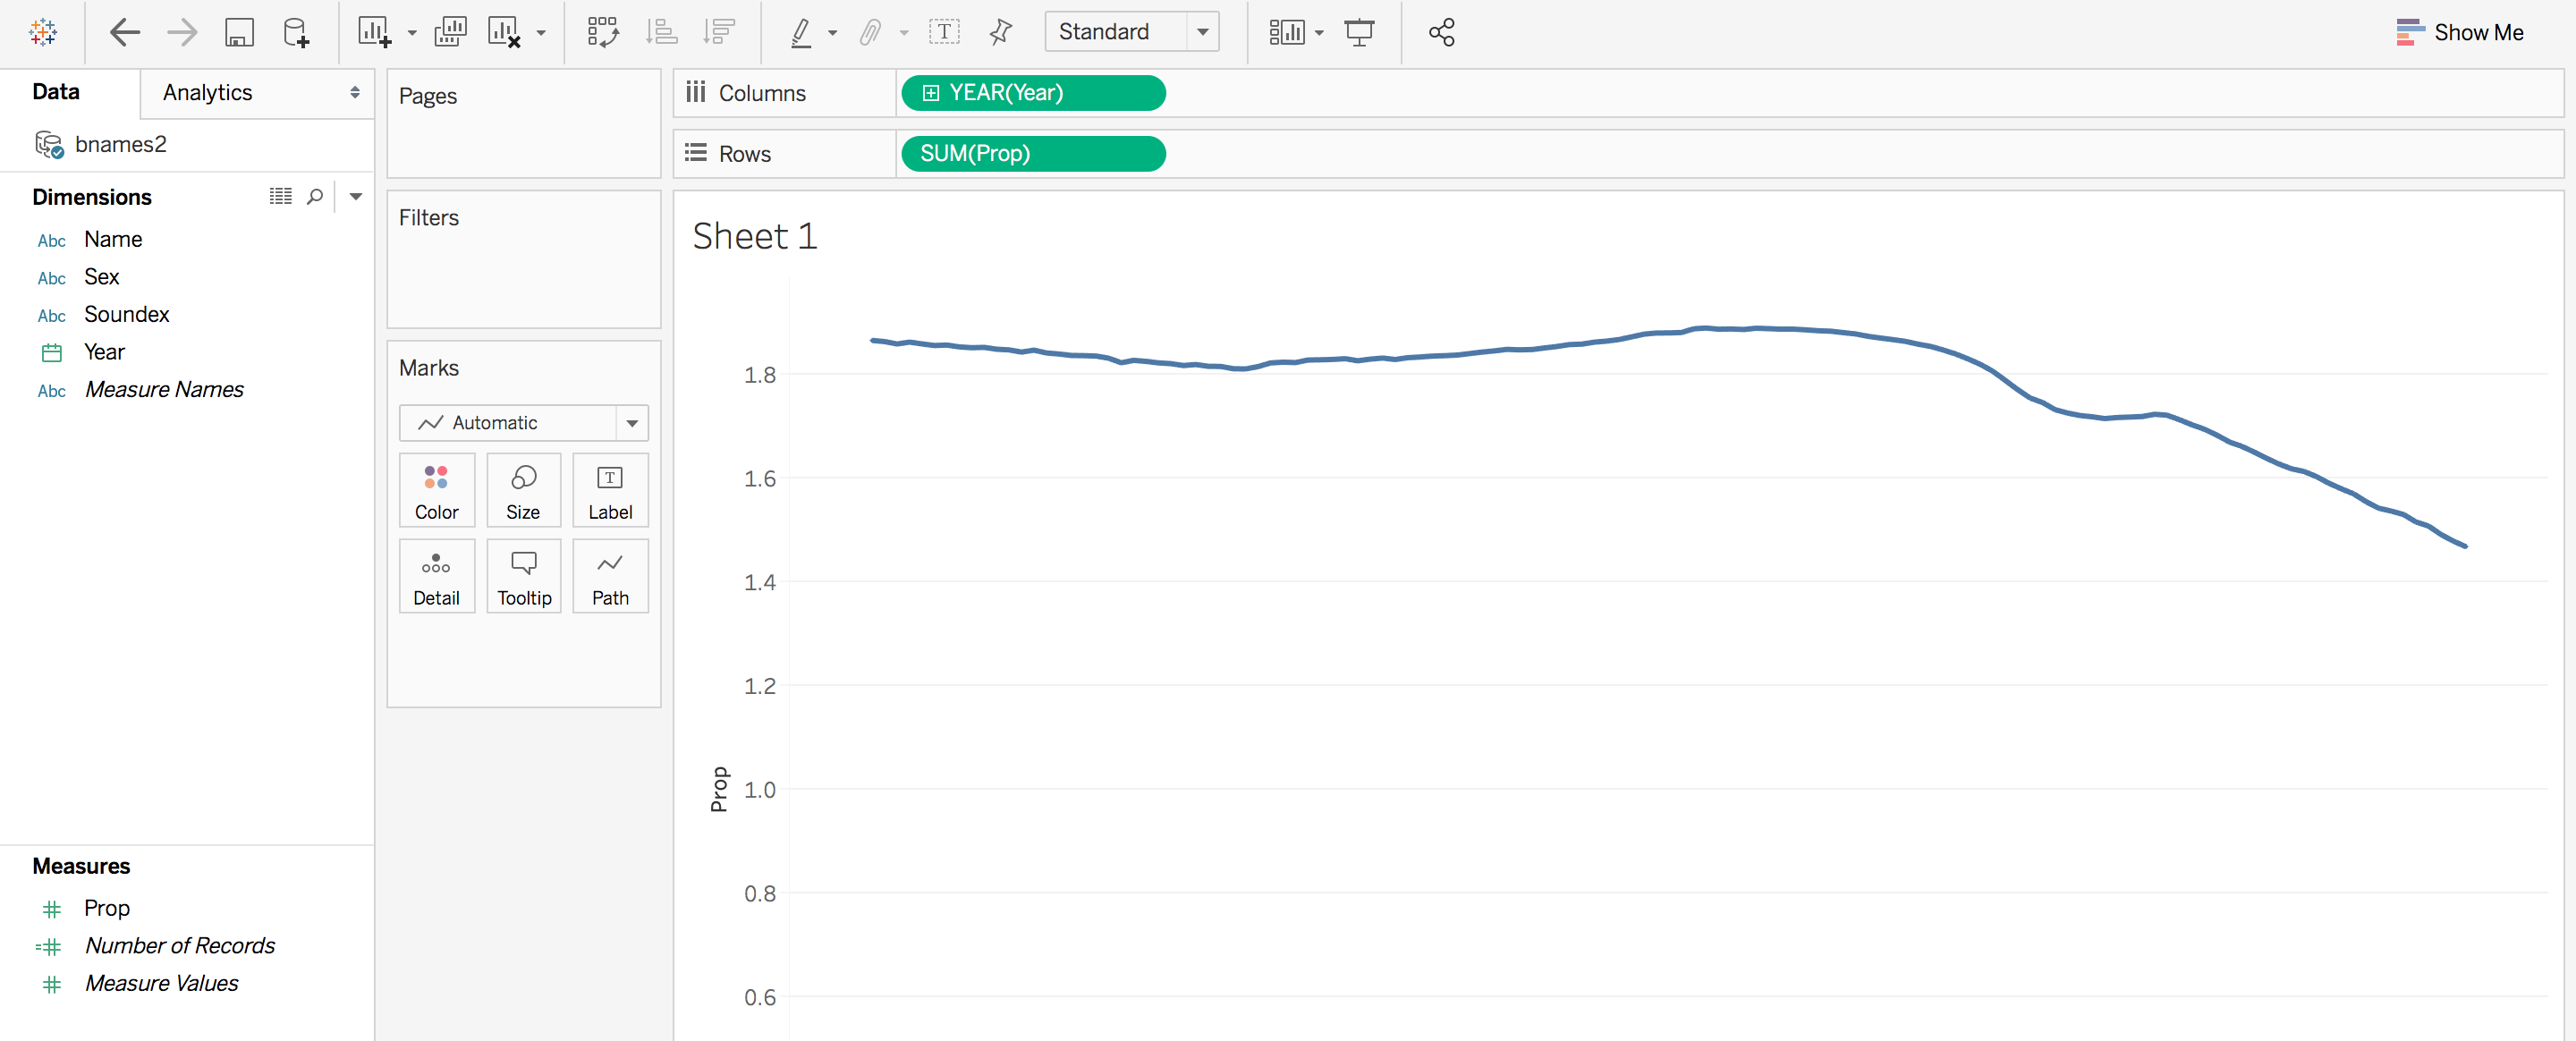 Standard
Show Me
Data
Analytics
bnames2
Dimensions
Abc Name
Abc Sex
Abc Soundex
Year
Abc Measure Names
Measures
Prop
Number of Records
Measure Values
Pages
Filters
Marks
Automatic
Color
Size
T
Label
Detail
Tooltip
Path
Columns
YEAR(Year)
Rows
SUM(Prop)
Sheet 1
Prop
1.8
1.6
1.4
1.2
1.0
0.8
0.6